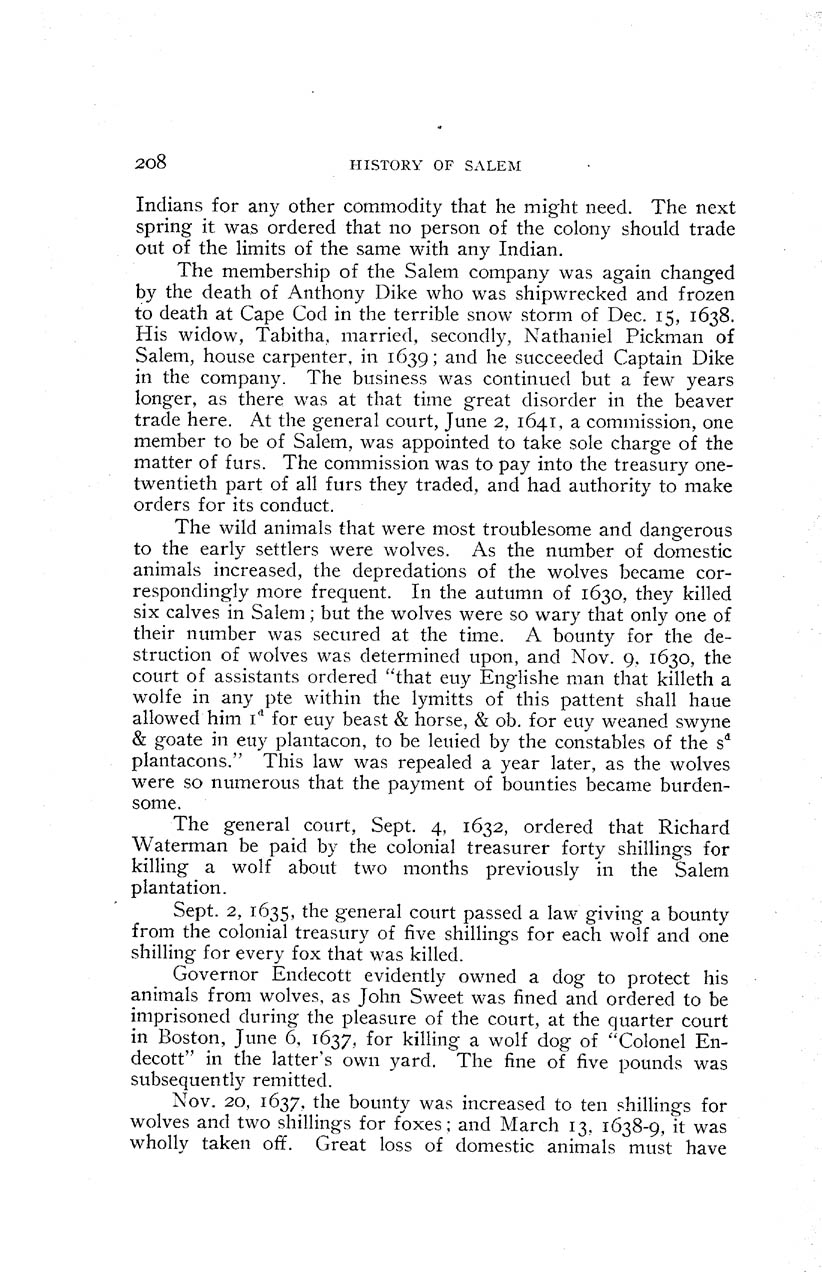 208 HISTORY OF SALEM
Indians for any other commodity that he might need. The next
spring it was ordered that no person of the colony should trade
out of the limits of the same with any Indian.
The membership of the Salem company was again changed
by the death of Anthony Dike who was shipwrecked and frozen
to death at Cape Cod in the terrible snow storm of Dec. 15, 1638.
His widow, Tabitha, married, secondly, Nathaniel Pickman of
Salem, house carpenter, in 1639; and he succeeded Captain Dike
in the company. The business was continued but a few years
longer, as there was at that time great disorder in the beaver
trade here. At the general court, June 2, 1641, a commission, one
member to be of Salem, was appointed to take sole charge of the
matter of furs. The commission was to pay into the treasury one-
twentieth part of all furs they traded, and had authority to make
orders for its conduct.
The wild animals that were most troublesome and dangerous
to the early settlers were wolves. As the number of domestic
animals increased, the depredations of the wolves became cor-
respondingly more frequent. In the autumn of 1630, they killed
six calves in Salem; but the wolves were so wary that only one of
their number was secured at the time. A bounty for the de-
struction of wolves was determined upon, and Nov. 9, 1630, the
court of assistants ordered "that euy Englishe man that killeth a
wolfe in any pte within the lymitts of this pattent shall haue
allowed him 1ᵈ for euy beast & horse, & ob. for euy weaned swyne
& goate in euy plantacon, to be leuied by the constables of the sᵈ
plantacons." This law was repealed a year later, as the wolves
were so numerous that the payment of bounties became burden-
some.
The general court, Sept. 4, 1632, ordered that Richard
Waterman be paid by the colonial treasurer forty shillings for
killing a wolf about two months previously in the Salem
plantation.
Sept. 2, 1635, the general court passed a law giving a bounty
from the colonial treasury of five shillings for each wolf and one
shilling for every fox that was killed.
Governor Endecott evidently owned a dog to protect his
animals from wolves, as John Sweet was fined and ordered to be
imprisoned during the pleasure of the court, at the quarter court
in Boston, June 6, 1637, for killing a wolf dog of "Colonel En-
decott" in the latter's own yard. The fine of five pounds was
subsequently remitted.
Nov. 20, 1637, the bounty was increased to ten shillings for
wolves and two shillings for foxes; and March 13, 1638-9, it was
wholly taken off. Great loss of domestic animals must have